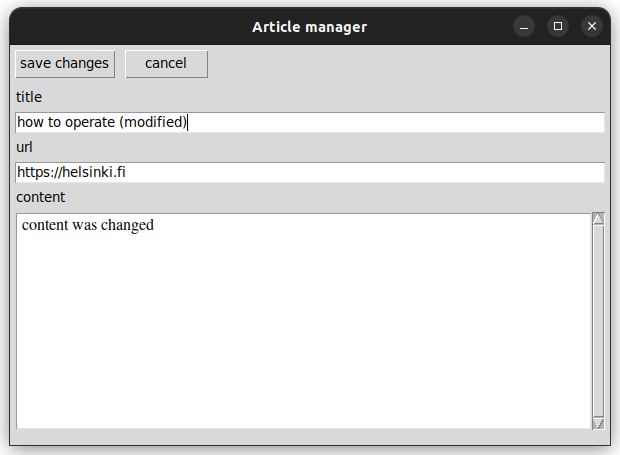 Article manager
save changes cancel
title
how to operate (modified)
url
https://helsinki.fi
content
content was changed